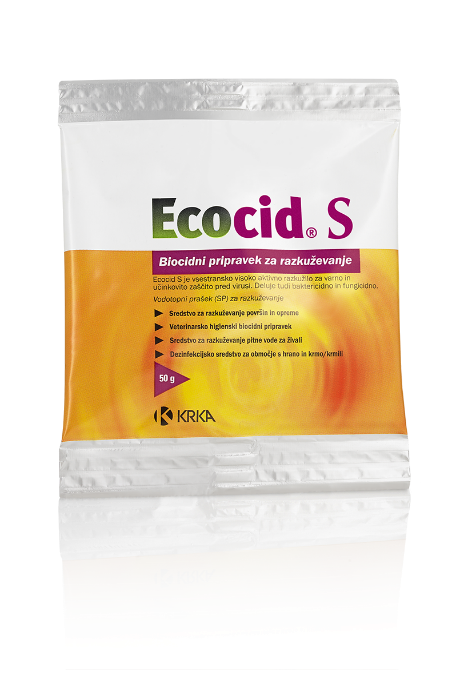 Ecocid® S
Biocidni pripravek za razkuževanje
Ecocid S je vsestransko visoko aktivno razkužilo za varno in
učinkovito zaščito pred virusi. Deluje tudi baktericidno in fungicidno.
Vodotopni prašek (SP) za razkuževanje
Sredstvo za razkuževanje površin in opreme
Veterinarsko higienski biocidni pripravek
Sredstvo za razkuževanje pitne vode za živali
Dezinfekcijsko sredstvo za območje s hrano in krmo/krmili
50 g
KRKA